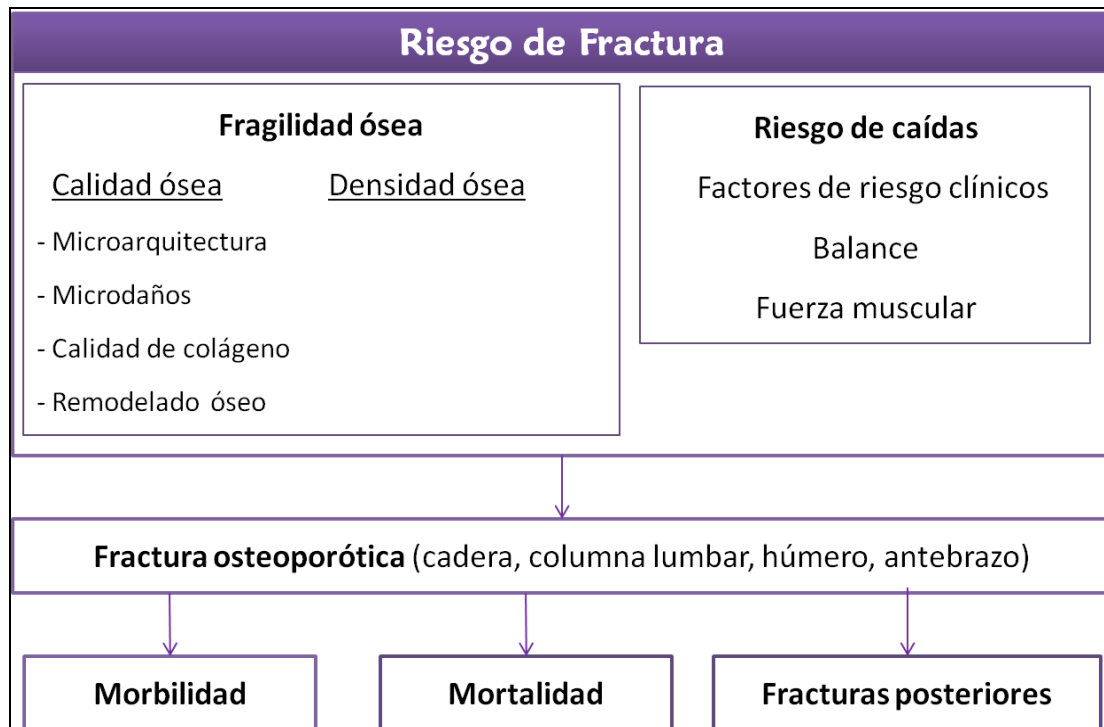 Riesgo de Fractura
Fragilidad ósea
Calidad ósea
Densidad ósea
- Microarquitectura
- Microdaños
- Calidad de colágeno
- Remodelado óseo
Riesgo de caídas
Factores de riesgo clínicos
Balance
Fuerza muscular
Fractura osteoporótica (cadera, columna lumbar, húmero, antebrazo)
Morbilidad
Mortalidad
Fracturas posteriores